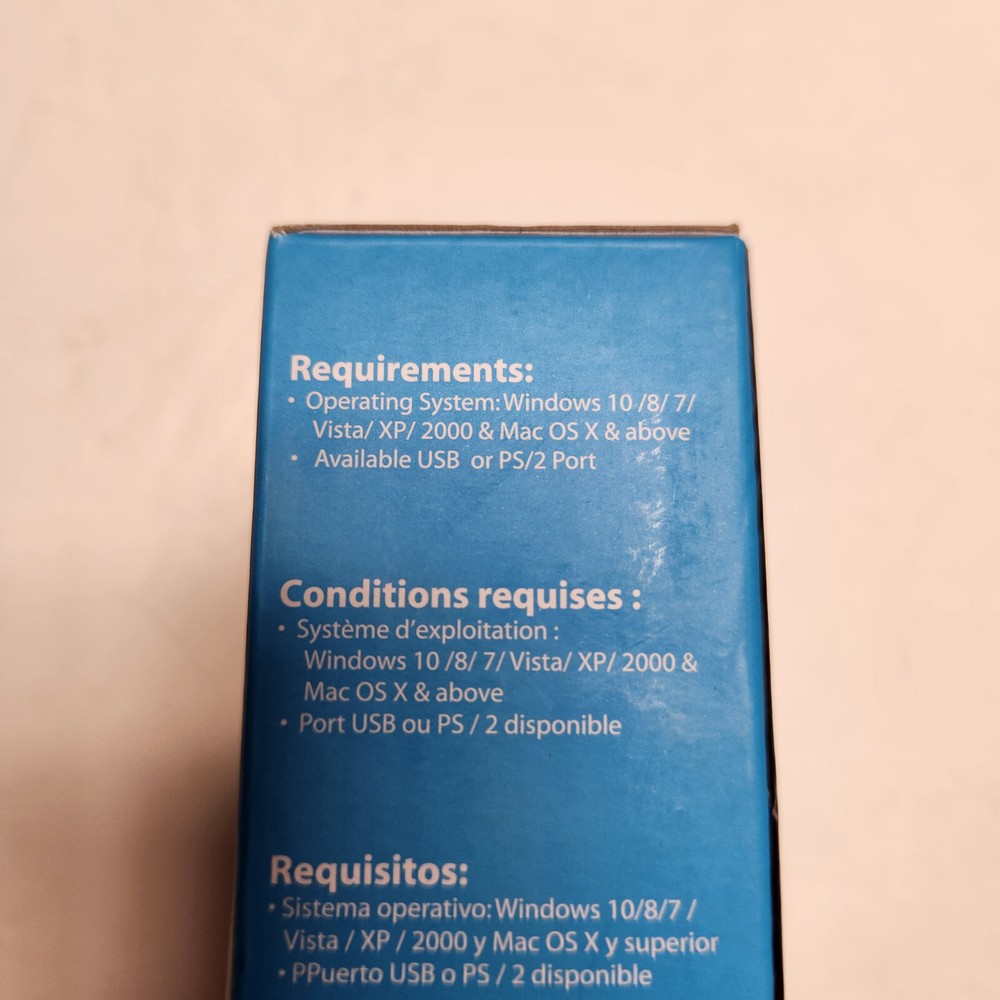 Requirements:
• Operating System: Windows 10 /8/ 7/
Vista/ XP/ 2000 & Mac OS X & above
• Available USB or PS/2 Port
Conditions requises :
• Système d'exploitation :
Windows 10 /8/ 7/ Vista/ XP/ 2000 &
Mac OS X & above
• Port USB ou PS / 2 disponible
Requisitos:
• Sistema operativo: Windows 10/8/7 /
Vista / XP / 2000 y Mac OS X y superior
• PPuerto USB o PS / 2 disponible